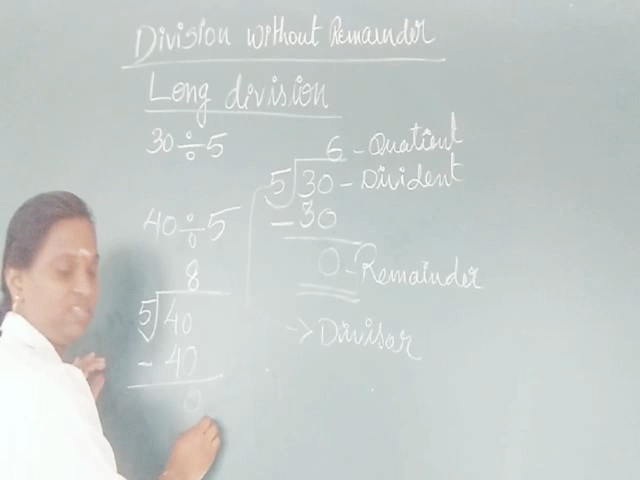 Division without Remainder
Long division
30 ÷ 5
6 - Quatient
5 30 - Divident
- 30
0 - Remainder
-> Divisor
40 ÷ 5
8
5 40
- 40
0